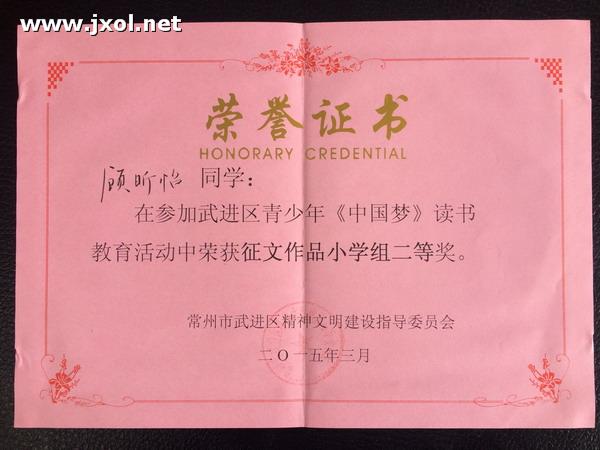 www.jxol.net
荣誉证书
HONORARY CREDENTIAL
顾昕怡 同学:
在参加武进区青少年《中国梦》读书
教育活动中荣获征文作品小学组二等奖。
常州市武进区精神文明建设指导委员会
二〇一五年三月